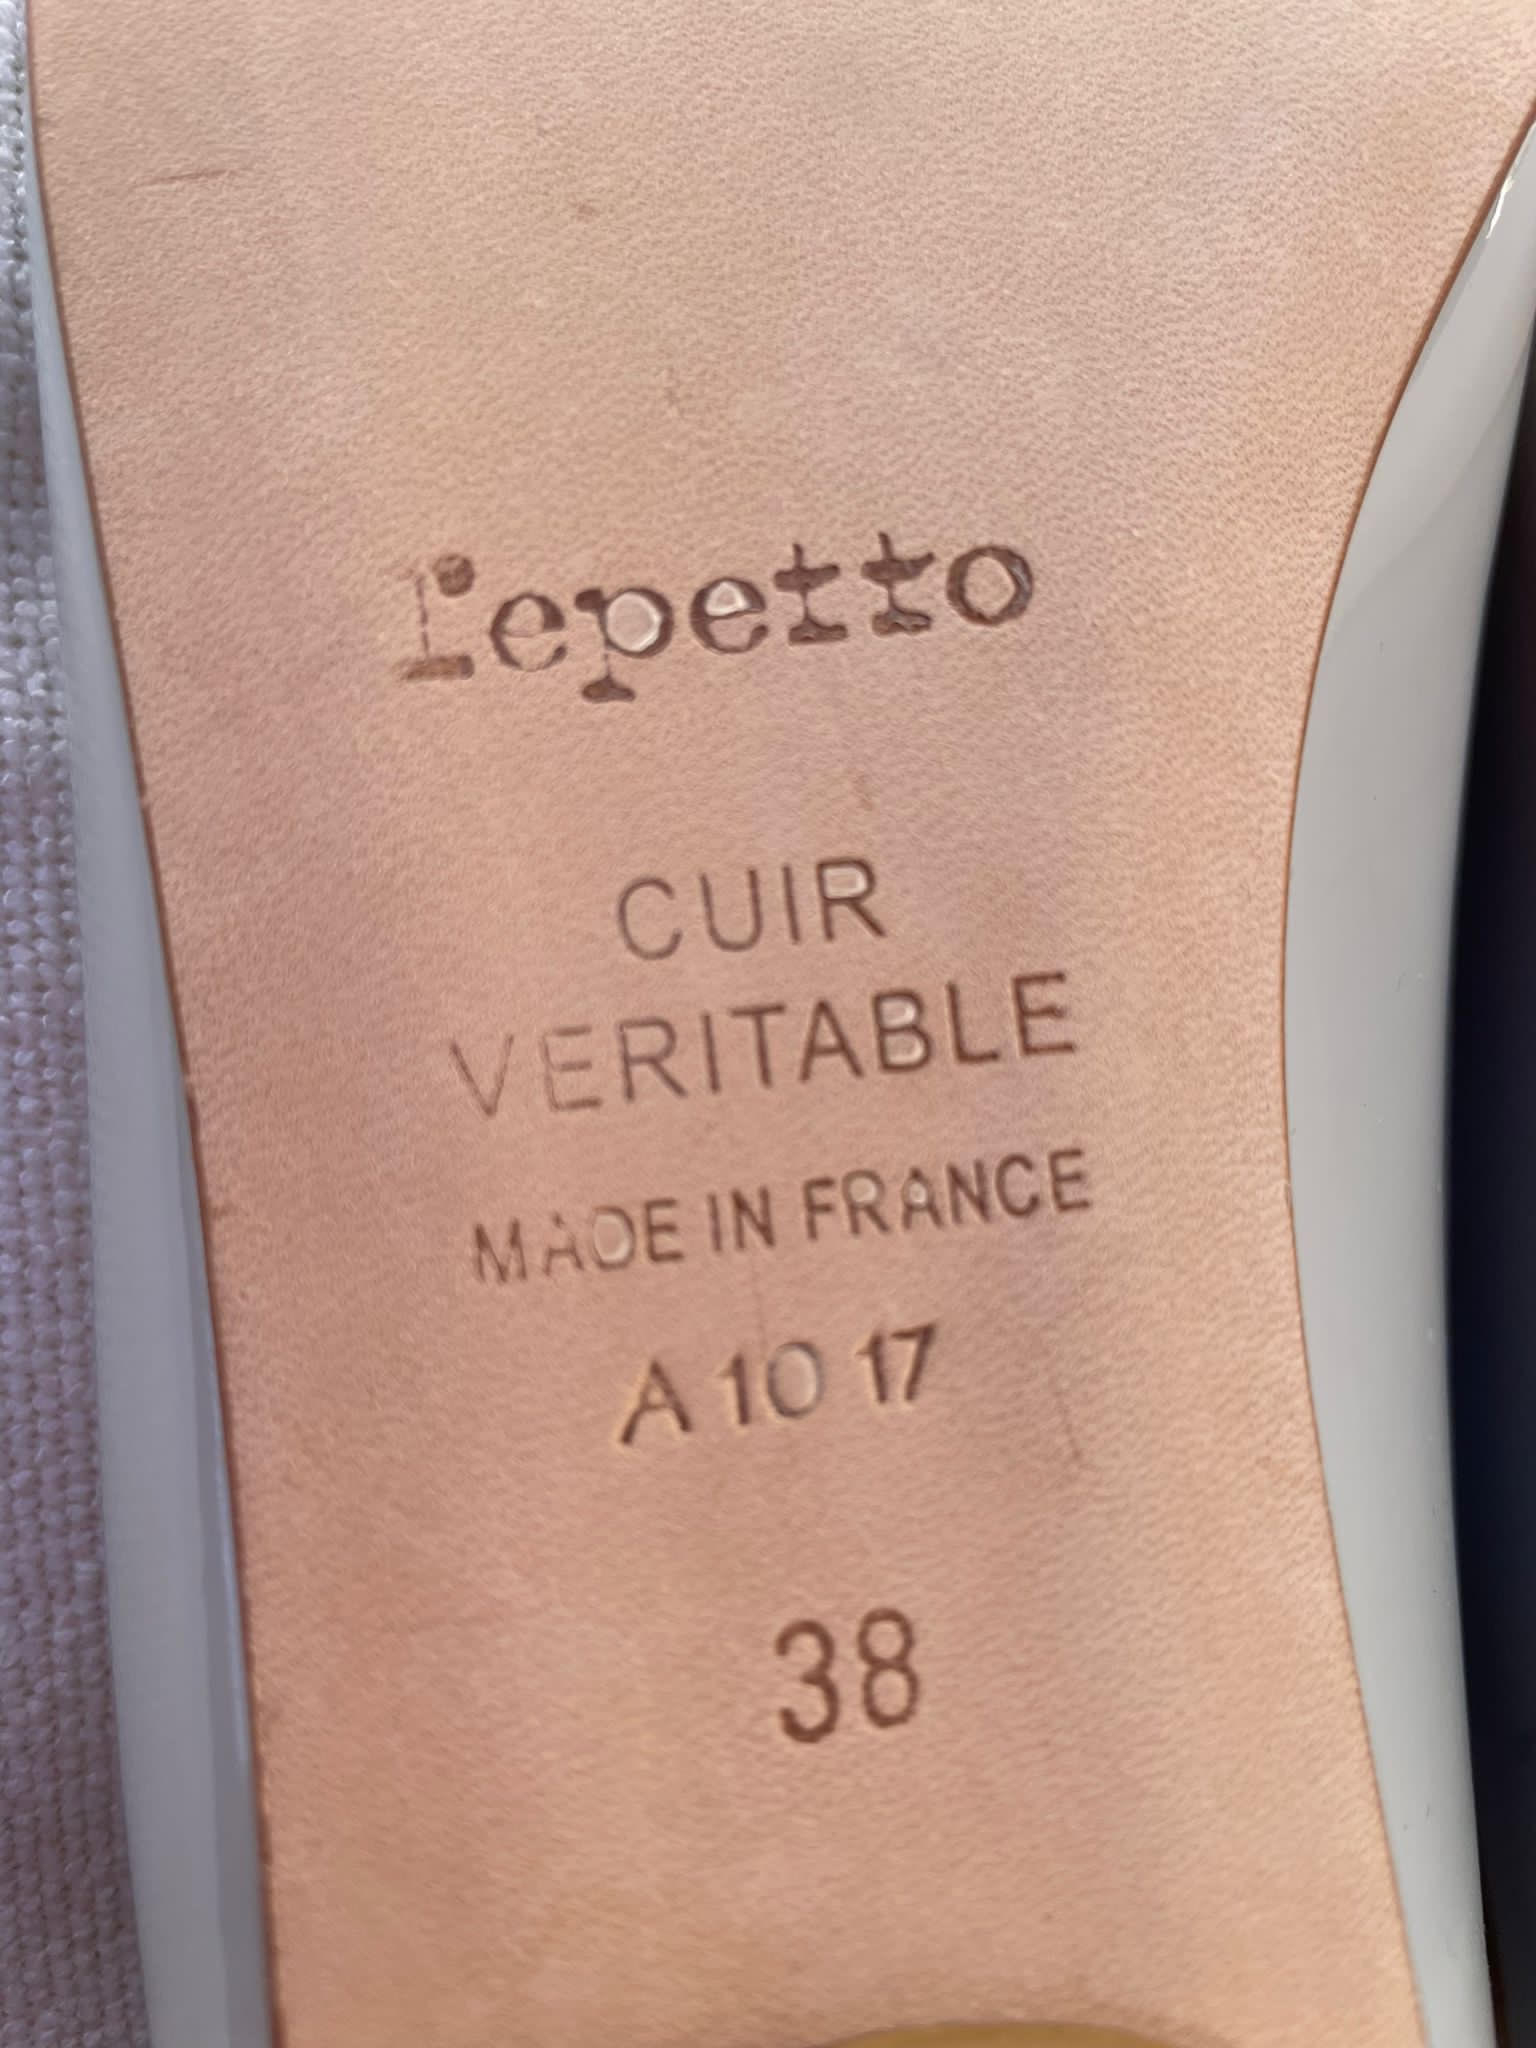 repetto
CUIR
VERITABLE
MADE IN FRANCE
A 10 17
38